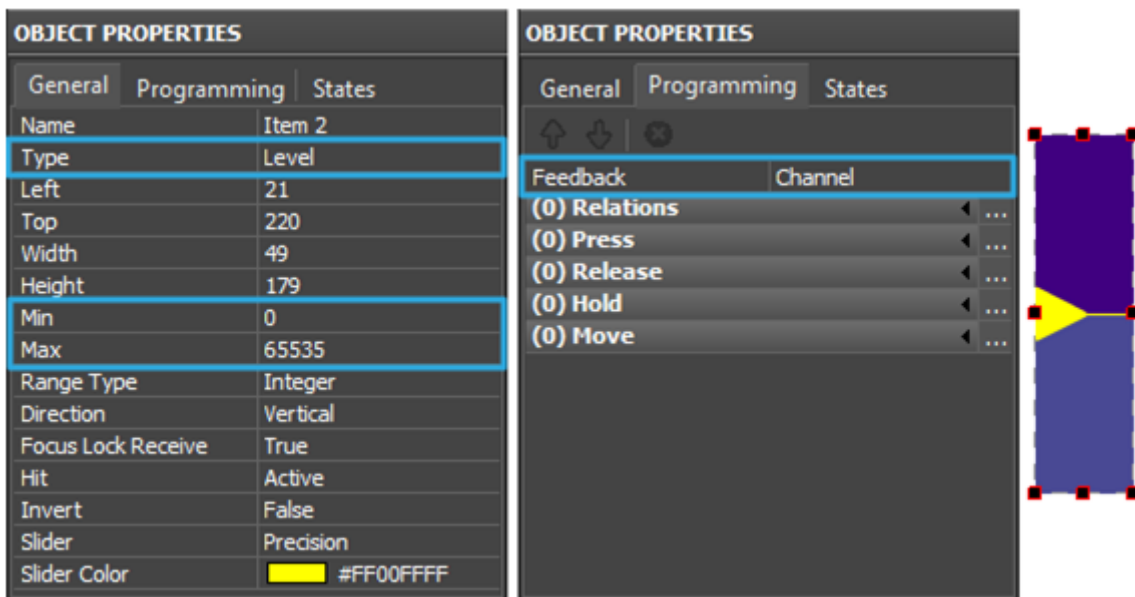 OBJECT PROPERTIES
General Programming States
Name Item 2
Type Level
Left 21
Top 220
Width 49
Height 179
Min 0
Max 65535
Range Type Integer
Direction Vertical
Focus Lock Receive True
Hit Active
Invert False
Slider Precision
Slider Color #FF00FFFF
OBJECT PROPERTIES
General Programming States
Feedback Channel
(0) Relations ...
(0) Press ...
(0) Release ...
(0) Hold ...
(0) Move ...